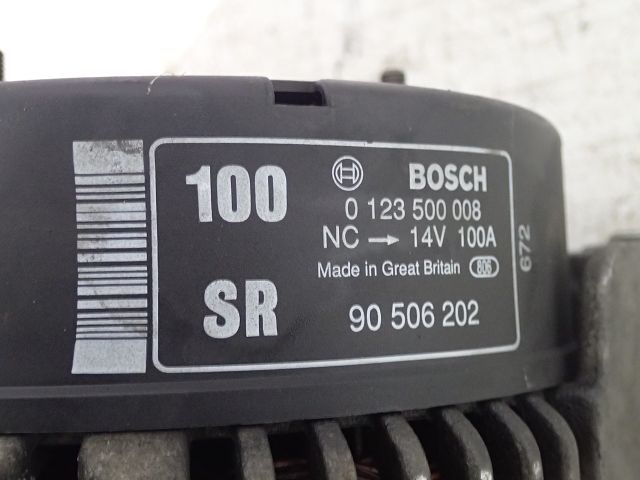 100
BOSCH
0 123 500 008
NC → 14V 100A
Made in Great Britain 806
SR
90 506 202
672